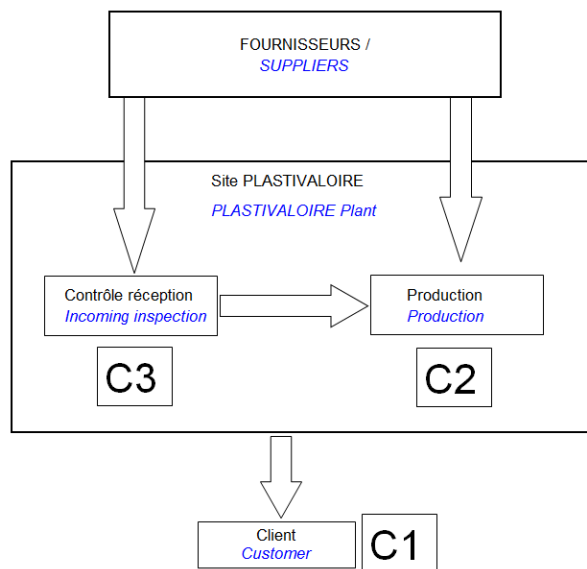 FOURNISSEURS /
SUPPLIERS
Site PLASTIVALOIRE
PLASTIVALOIRE Plant
Contrôle réception
Incoming inspection
Production
Production
C3
C2
Client
Customer
C1